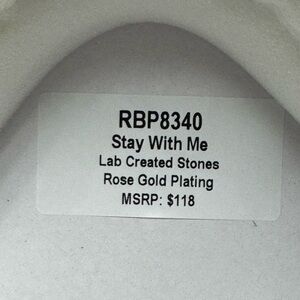 RBP8340
Stay With Me
Lab Created Stones
Rose Gold Plating
MSRP: $118